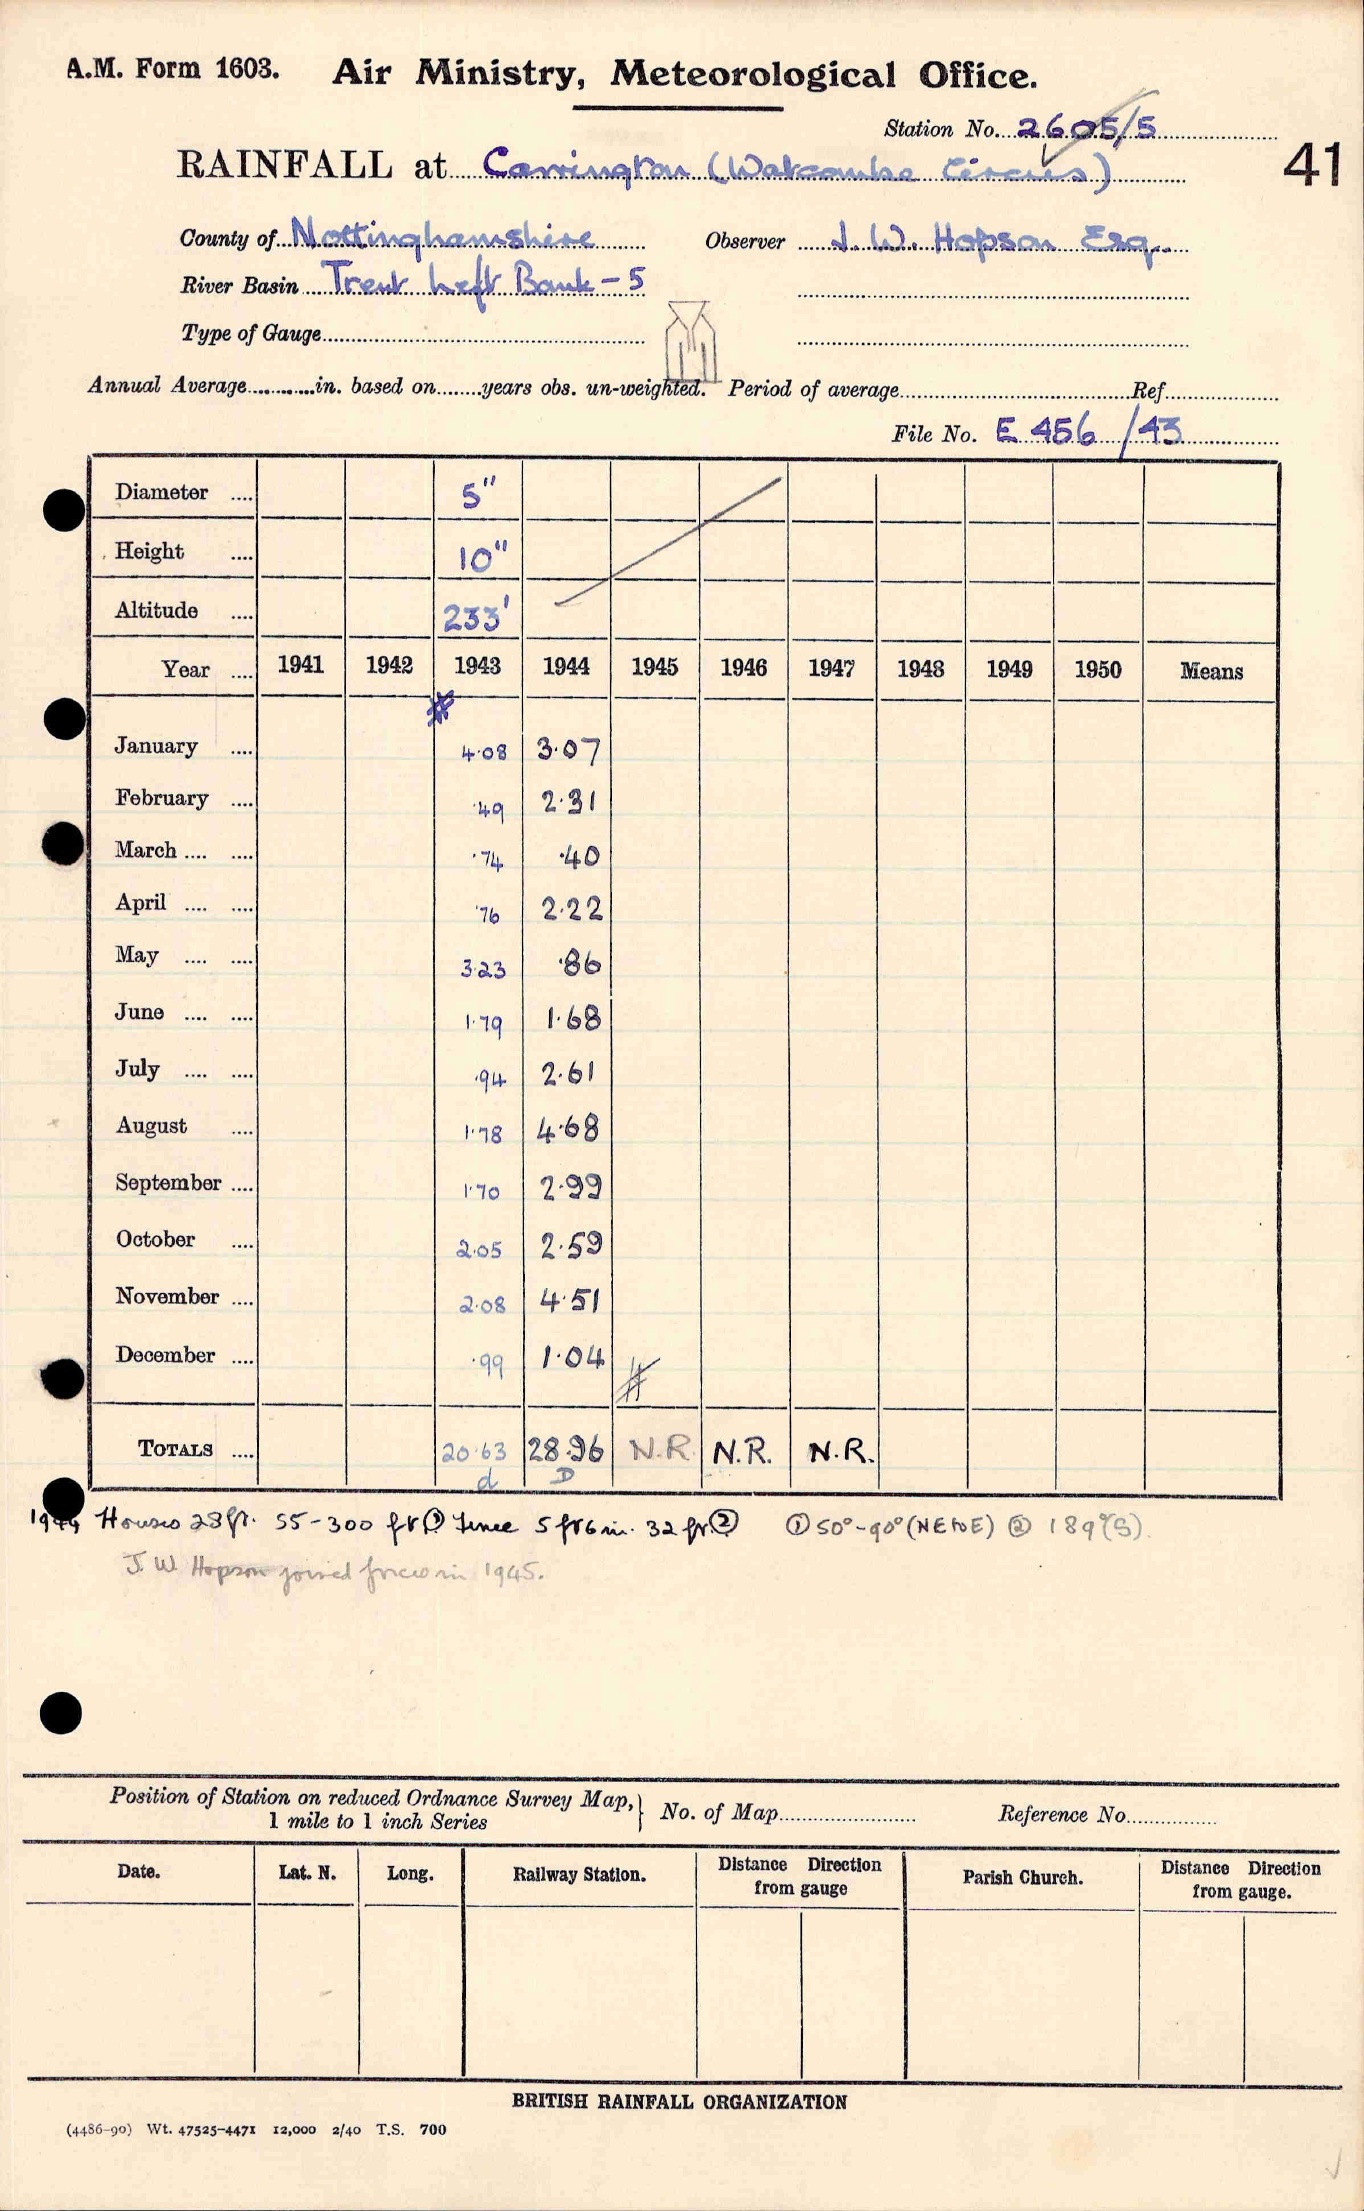 A.M. Form 1603. Air Ministry, Meteorological Office.
Station No. 2605/5
RAINFALL at Carrington (Watcombe Circus)
41
County of Nottinghamshire Observer J. W. Hopson Esq.
River Basin Trent Left Bank - 5
Type of Gauge
Annual Average in. based on years obs. un-weighted. Period of average Ref
File No. E 456 /43
Diameter .... 5"
Height .... 10"
Altitude .... 233'
Year .... 1941 1942 1943 1944 1945 1946 1947 1948 1949 1950 Means
January .... 4.08 3.07
February .... .49 2.31
March .... .... .74 .40
April .... .... .76 2.22
May .... .... 3.23 .86
June .... .... 1.79 1.68
July .... .... .94 2.61
August .... 1.78 4.68
September .... 1.70 2.99
October .... 2.05 2.59
November .... 2.08 4.51
December .... .99 1.04
TOTALS .... 20.63 28.96 N.R. N.R. N.R.
d D
1944 Houses 28ft. 55-300 ft ① Fence 5 ft 6 in. 32 ft. ② ① 50°-90° (NE to E) ② 189° (S).
J. W Hopson joined forces in 1945.
Position of Station on reduced Ordnance Survey Map, } No. of Map Reference No.
1 mile to 1 inch Series
Date. Lat. N. Long. Railway Station. Distance Direction from gauge Parish Church. Distance Direction from gauge.
BRITISH RAINFALL ORGANIZATION
(4486-90) Wt. 47525-4471 12,000 2/40 T.S. 700